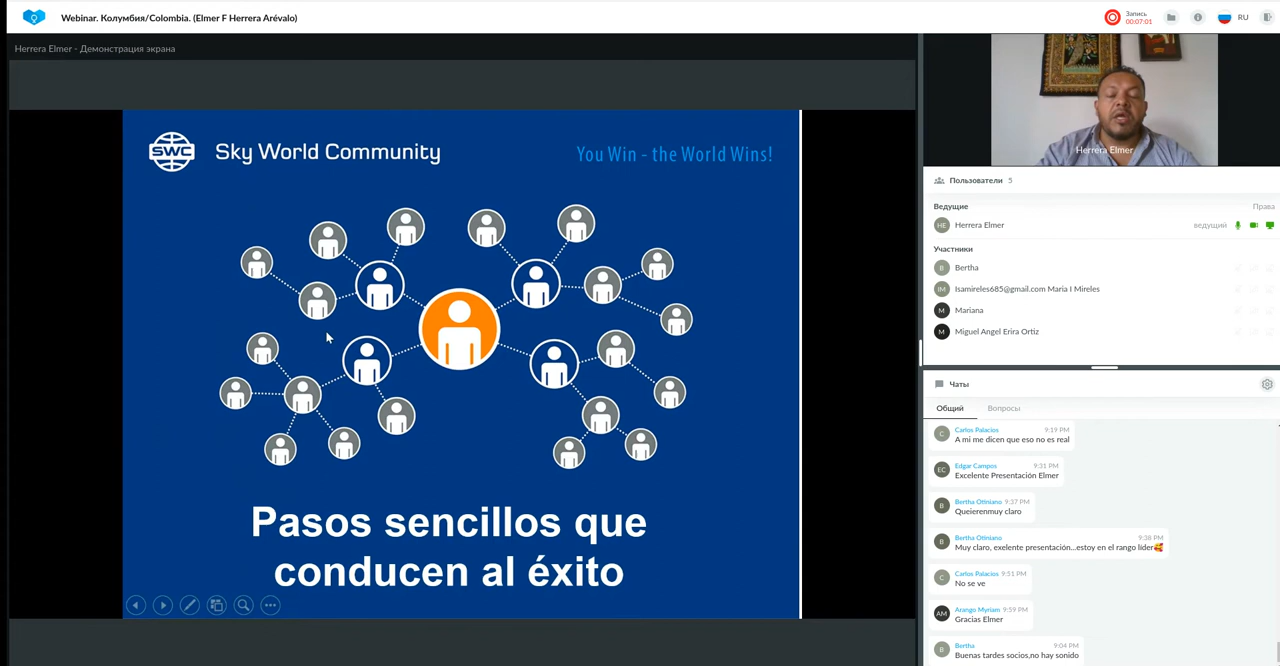 Webinar. Колумбия/Colombia. (Elmer F Herrera Arévalo)
Запись
00:07:01
RU
Herrera Elmer - Демонстрация экрана
SWC
Sky World Community
You Win - the World Wins!
Pasos sencillos que
conducen al éxito
Herrera Elmer
Пользователи 5
Ведущие
Права
HE
Herrera Elmer
ведущий
Участники
B
Bertha
IM
Isamireles685@gmail.com Maria I Mireles
M
Mariana
M
Miguel Angel Erira Ortiz
Чаты
Общий
Вопросы
C
Carlos Palacios
9:19 PM
A mi me dicen que eso no es real
EC
Edgar Campos
9:31 PM
Excelente Presentación Elmer
B
Bertha Otiniano 9:37 PM
Queierenmuy claro
B
Bertha Otiniano
9:38 PM
Muy claro, exelente presentación...estoy en el rango líder🥰
C
Carlos Palacios 9:51 PM
No se ve
AM
Arango Myriam 9:59 PM
Gracias Elmer
B
Bertha
9:04 PM
Buenas tardes socios,no hay sonido